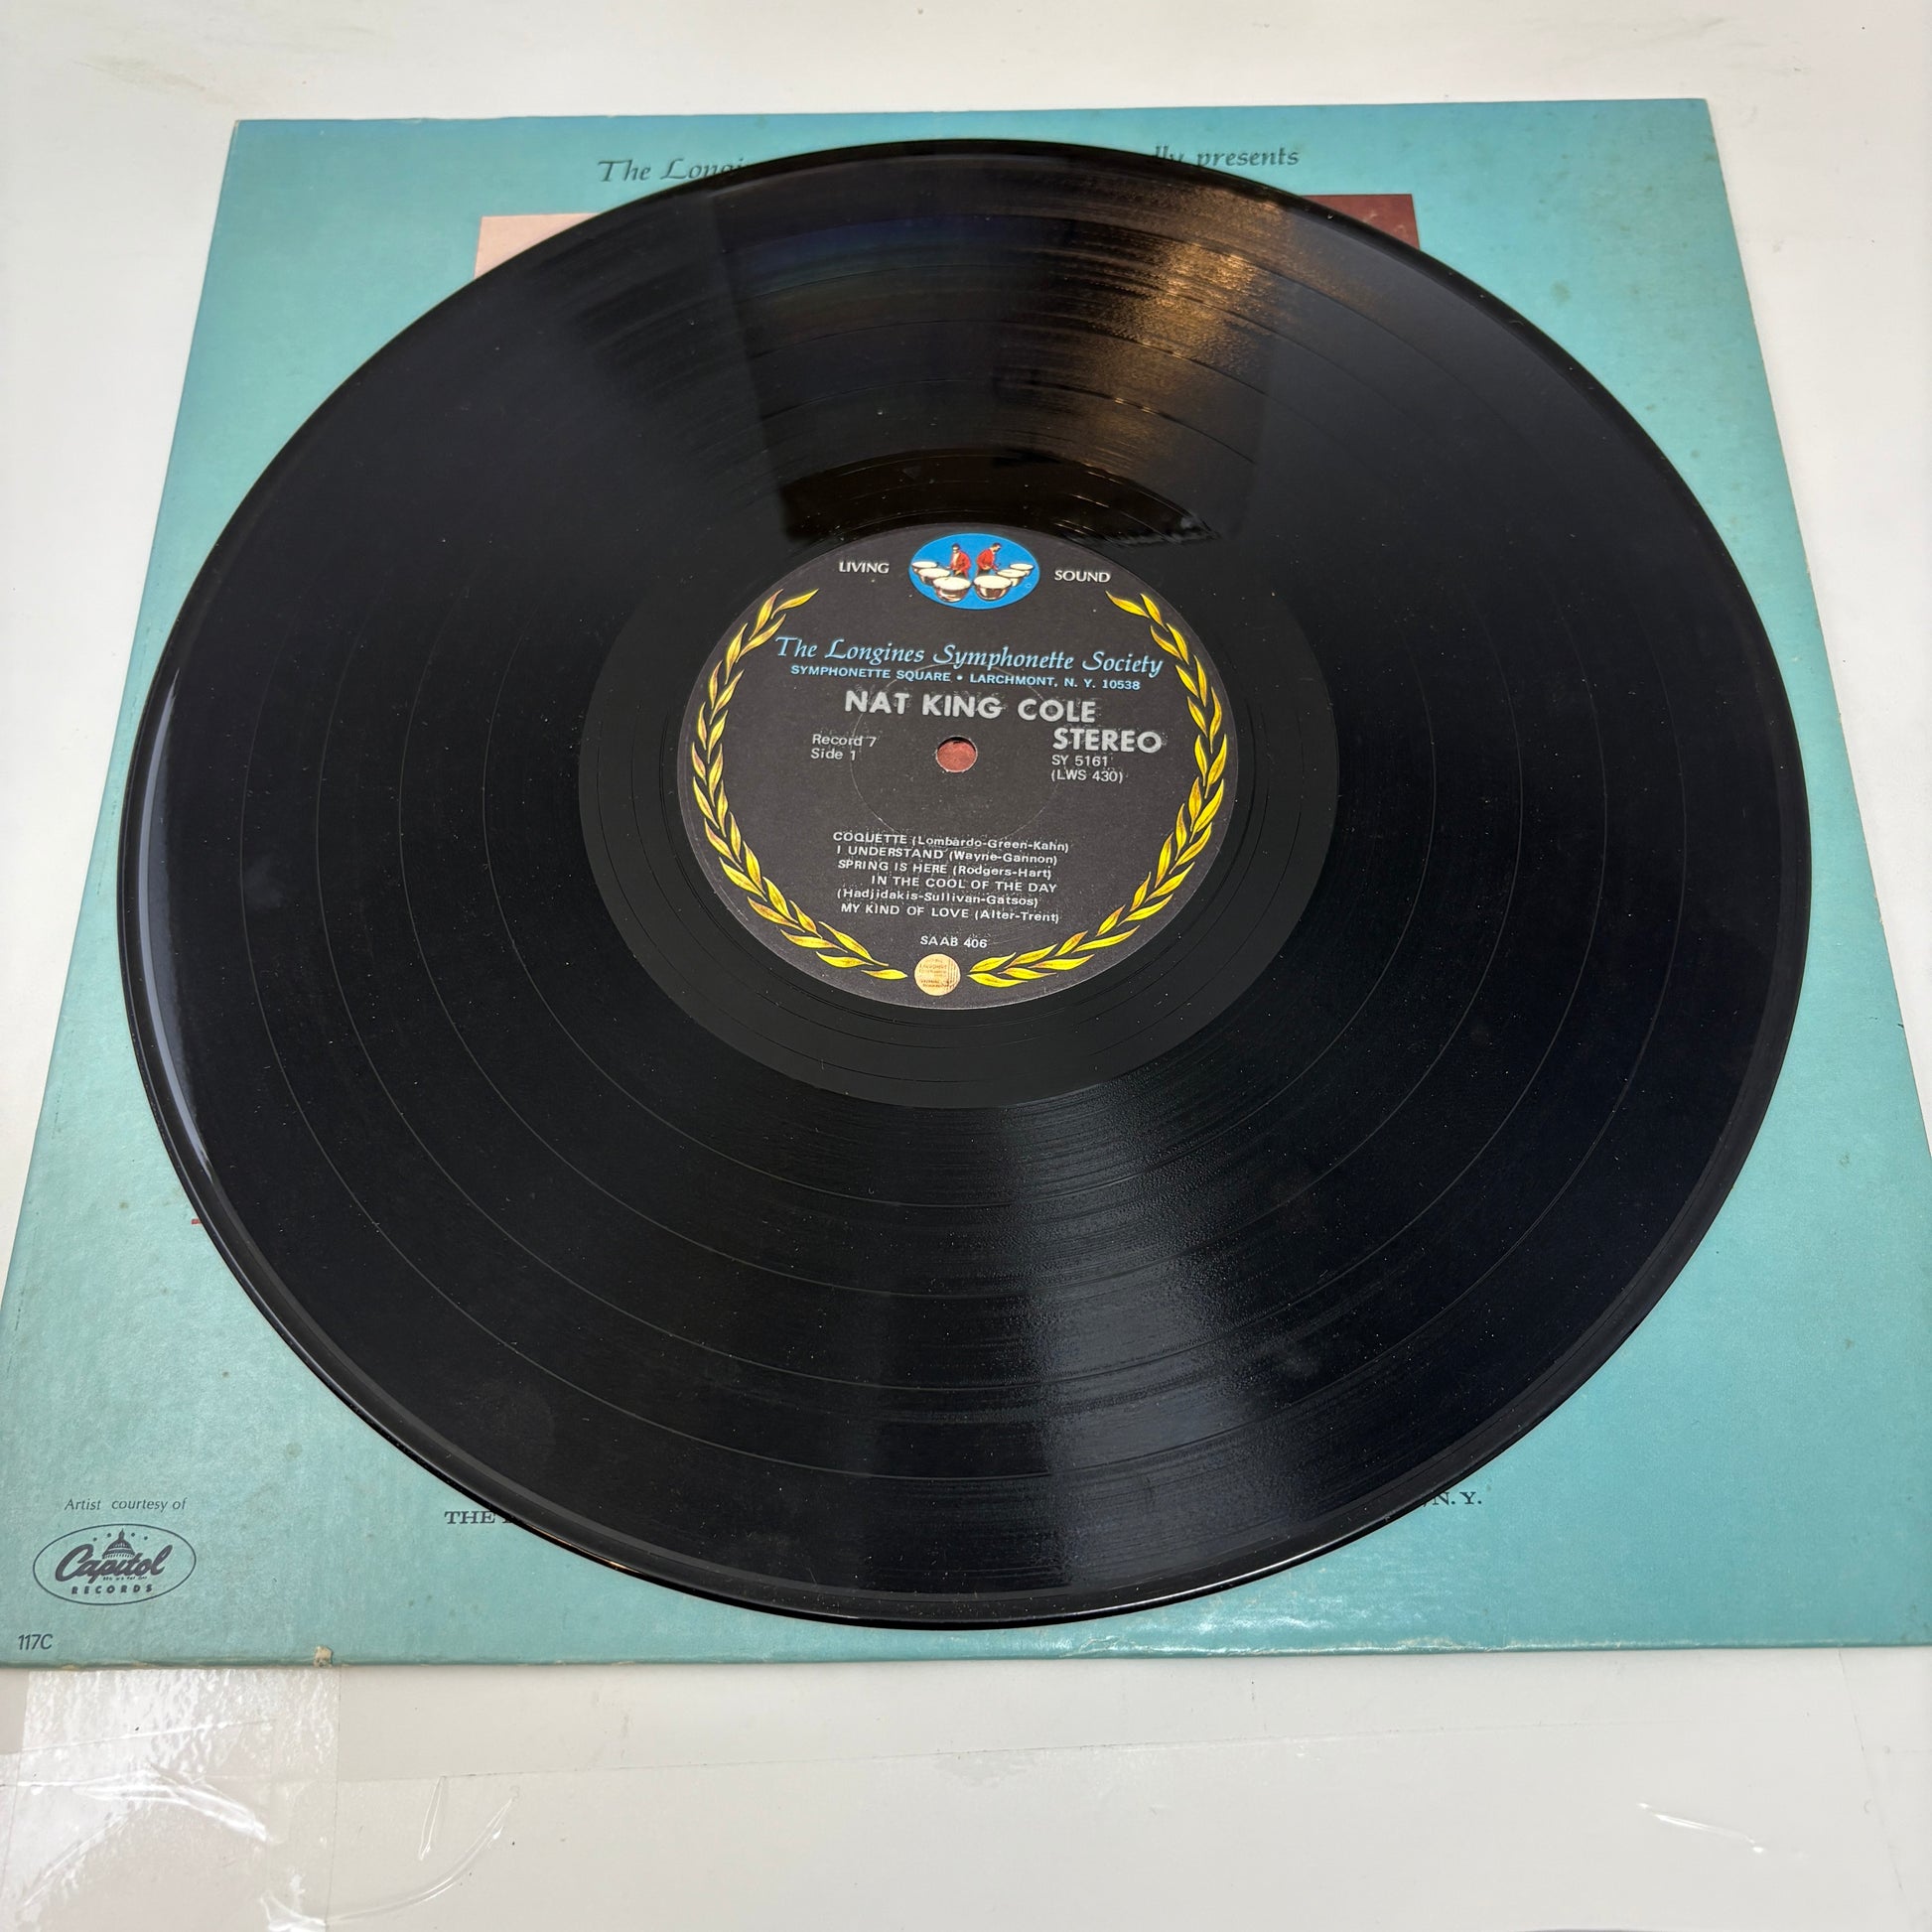 The
presents
LIVING SOUND
The Longines Symphonette Society
SYMPHONETTE SQUARE • LARCHMONT, N. Y. 10538
NAT KING COLE
Record 7
Side 1
STEREO
SY 5161
(LWS 430)
COQUETTE (Lombardo-Green-Kahn)
I UNDERSTAND (Wayne-Gannon)
SPRING IS HERE (Rodgers-Hart)
IN THE COOL OF THE DAY
(Hadjidakis-Sullivan-Gatsos)
MY KIND OF LOVE (Alter-Trent)
SAAB 406
Artist courtesy of
Capitol
RECORDS
THE
N. Y.
117C